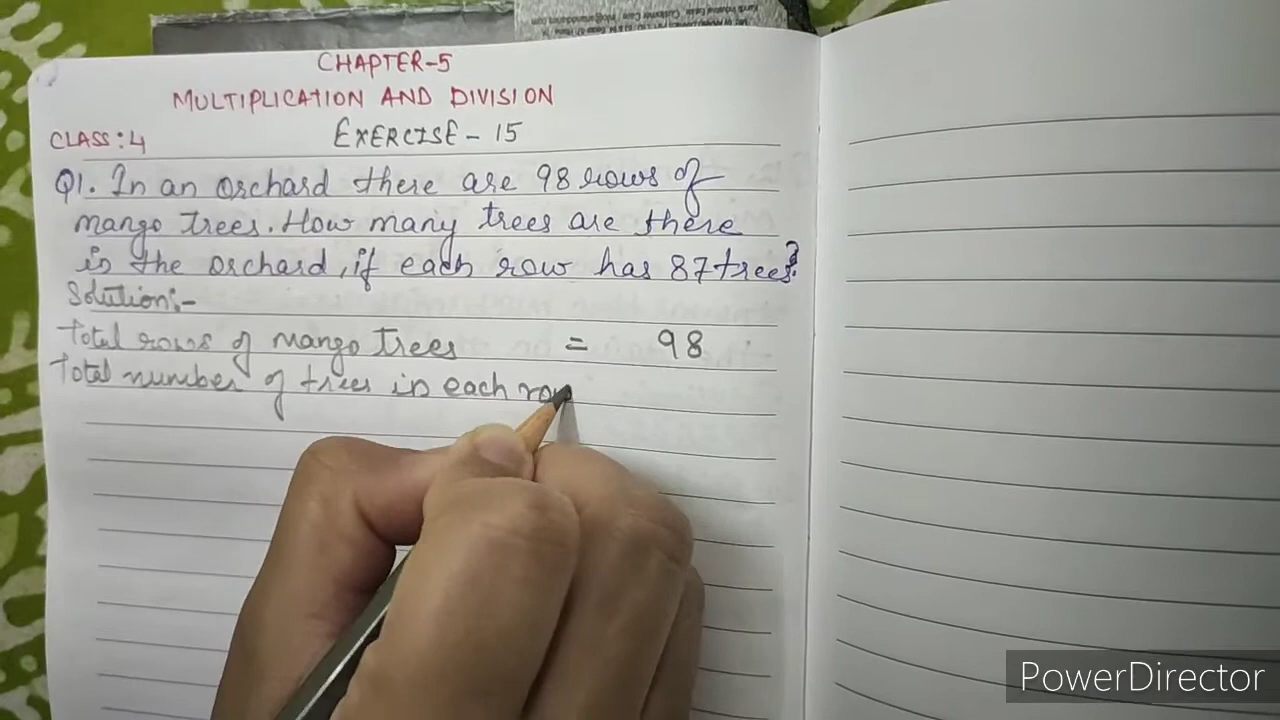 CHAPTER-5
MULTIPLICATION AND DIVISION
CLASS:4 EXERCISE-15
Q1. In an orchard there are 98 rows of
mango trees. How many trees are there
in the orchard, if each row has 87 trees?
Solution:-
Total rows of mango trees = 98
Total number of trees in each row
PowerDirector